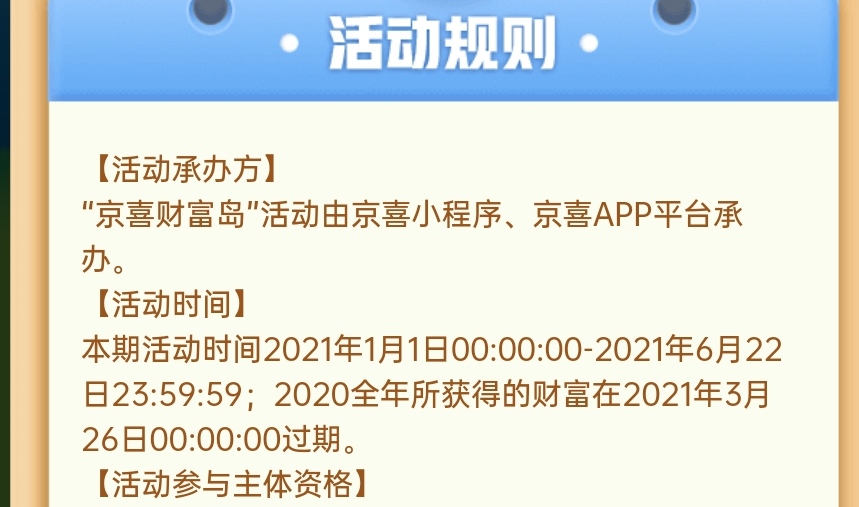 • 活动规则 •
【活动承办方】
“京喜财富岛”活动由京喜小程序、京喜APP平台承
办。
【活动时间】
本期活动时间2021年1月1日00:00:00-2021年6月22
日23:59:59；2020全年所获得的财富在2021年3月
26日00:00:00过期。
【活动参与主体资格】